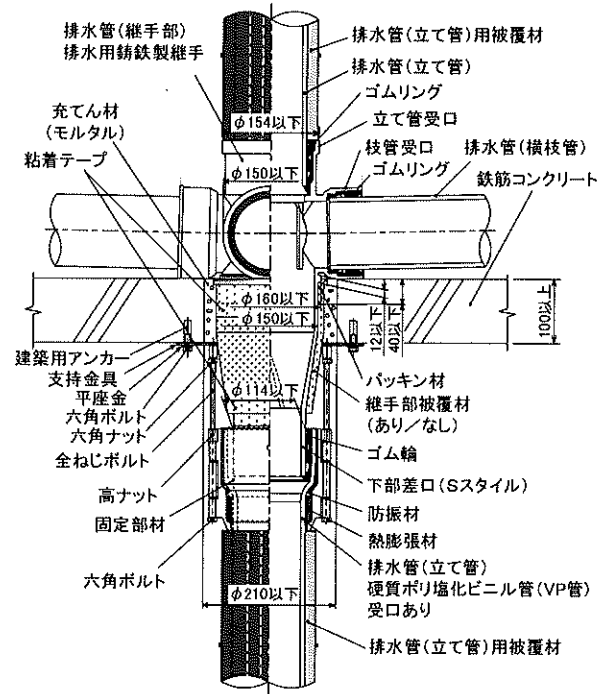 排水管(継手部)
排水用鋳鉄製継手
充てん材
(モルタル)
粘着テープ
排水管(立て管)用被覆材
排水管(立て管)
ゴムリング
φ154以下
立て管受口
枝管受口
排水管(横枝管)
ゴムリング
鉄筋コンクリート
φ150以下
φ160以下
φ150以下
12以下
40以下
100以上
建築用アンカー
支持金具
平座金
六角ボルト
六角ナット
全ねじボルト
高ナット
固定部材
六角ボルト
φ114以下
パッキン材
継手部被覆材
(あり/なし)
ゴム輪
下部差口(Sスタイル)
防振材
熱膨張材
排水管(立て管)
硬質ポリ塩化ビニル管(VP管)
受口あり
φ210以下
排水管(立て管)用被覆材